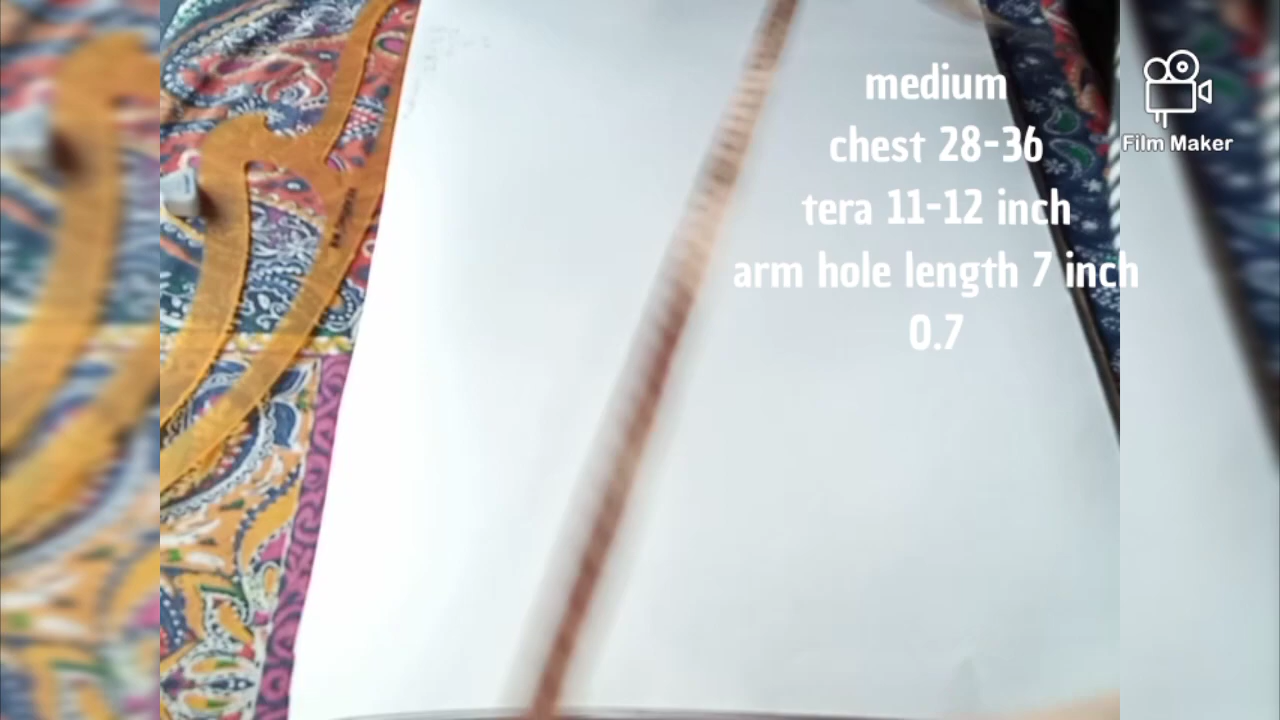 medium
chest 28-36
tera 11-12 inch
arm hole length 7 inch
0.7
Film Maker